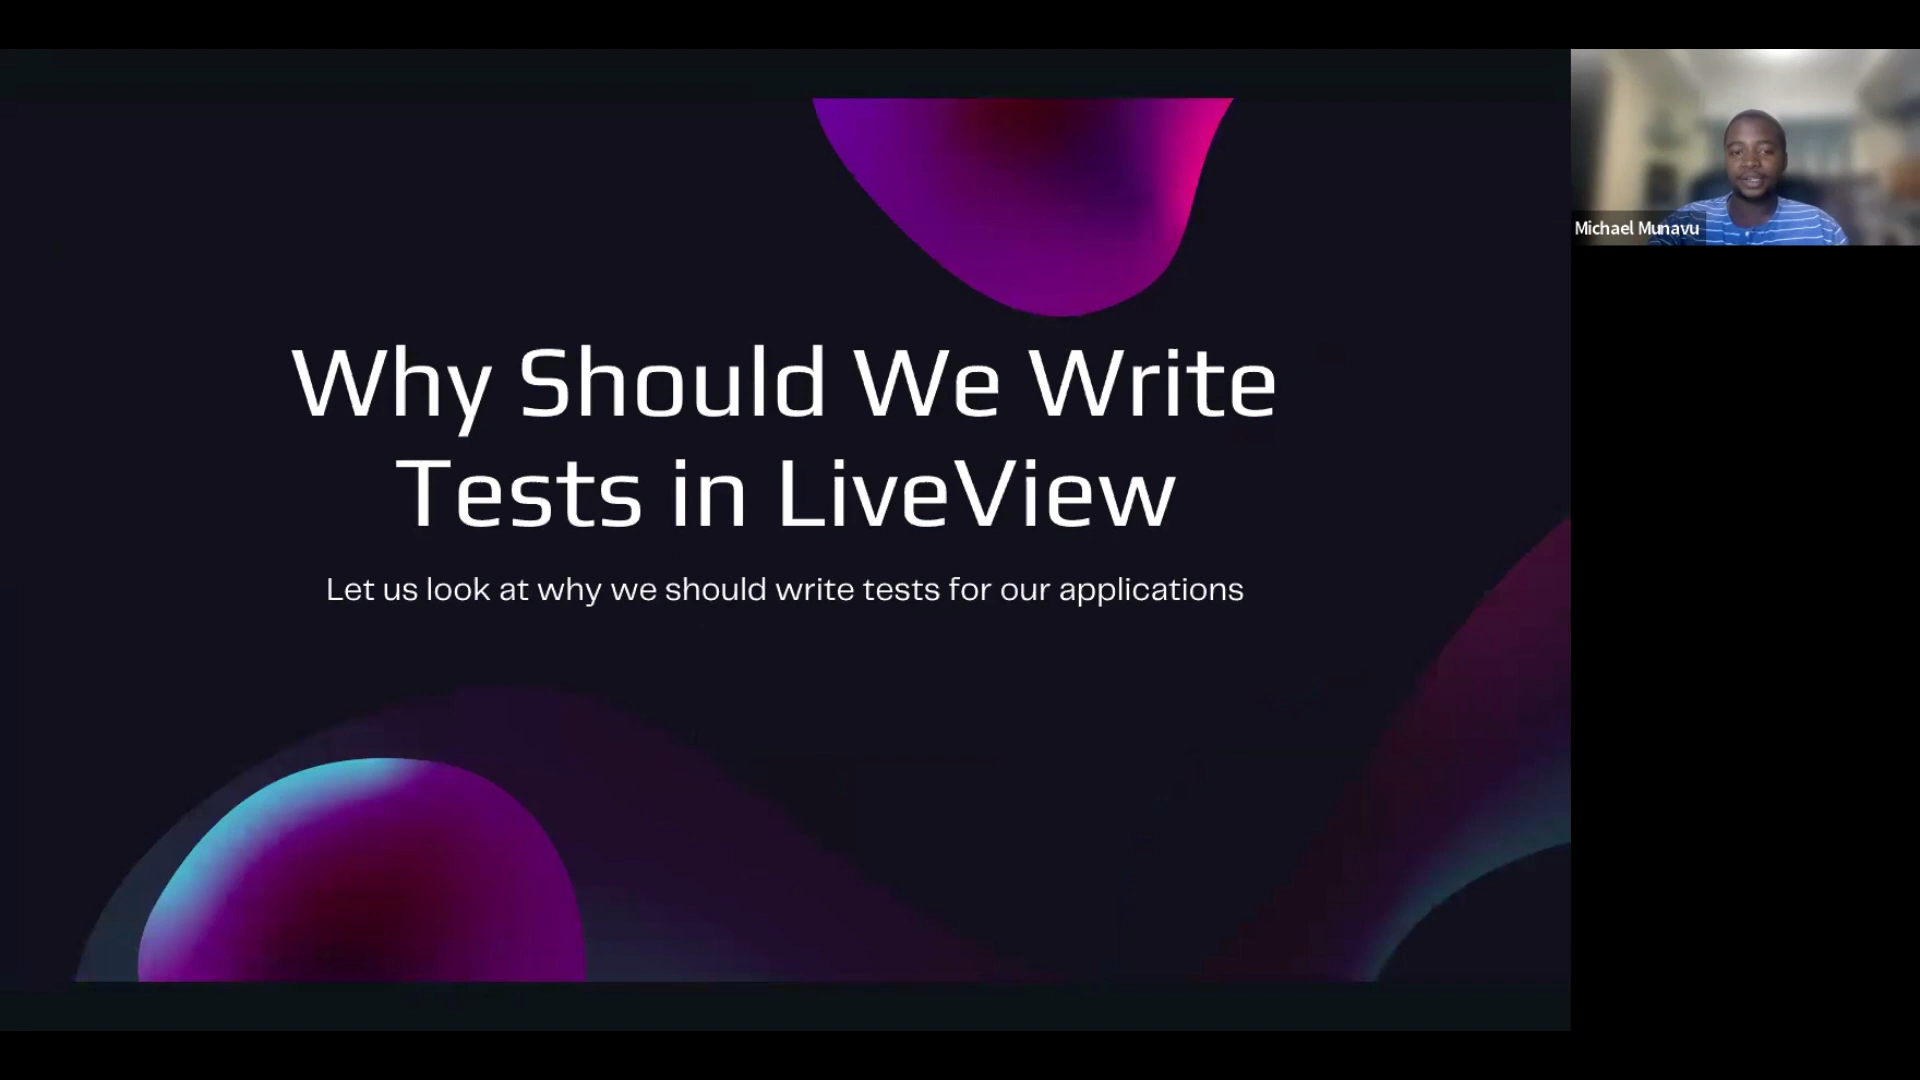 Why Should We Write
Tests in LiveView
Let us look at why we should write tests for our applications
Michael Munavu